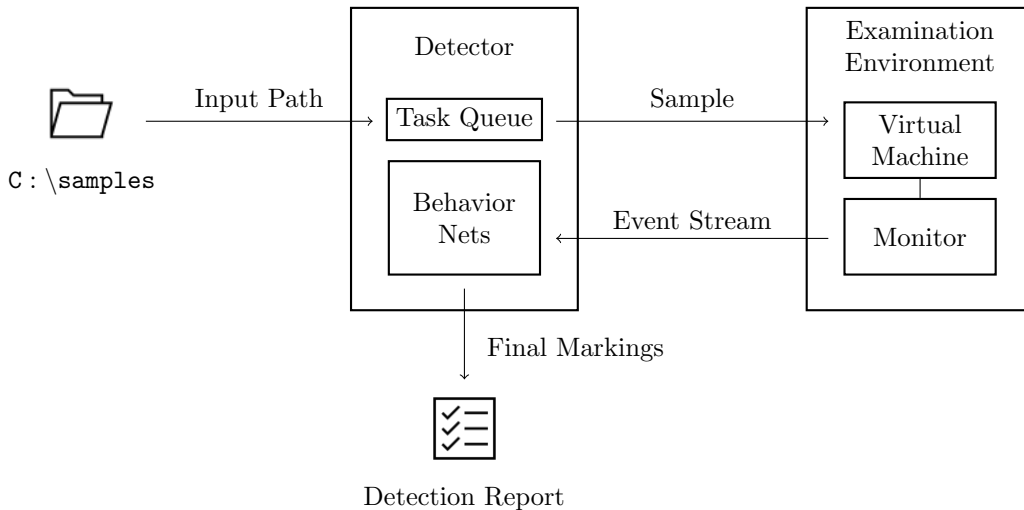 Detector
Examination
Environment
Input Path
Task Queue
Sample
Virtual
Machine
C:\samples
Behavior
Nets
Event Stream
Monitor
Final Markings
Detection Report